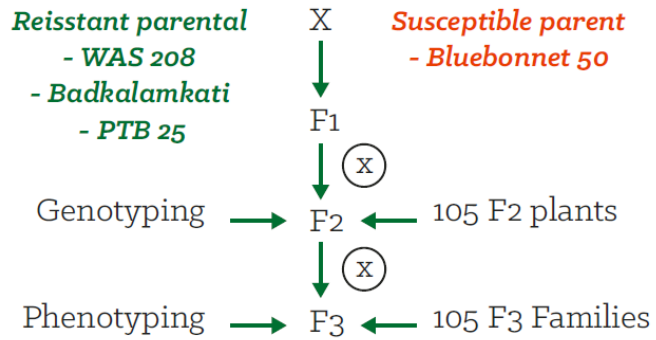 Reisstant parental
- WAS 208
- Badkalamkati
- PTB 25
X
Susceptible parent
- Bluebonnet 50
F1
X
Genotyping
F2
105 F2 plants
X
Phenotyping
F3
105 F3 Families